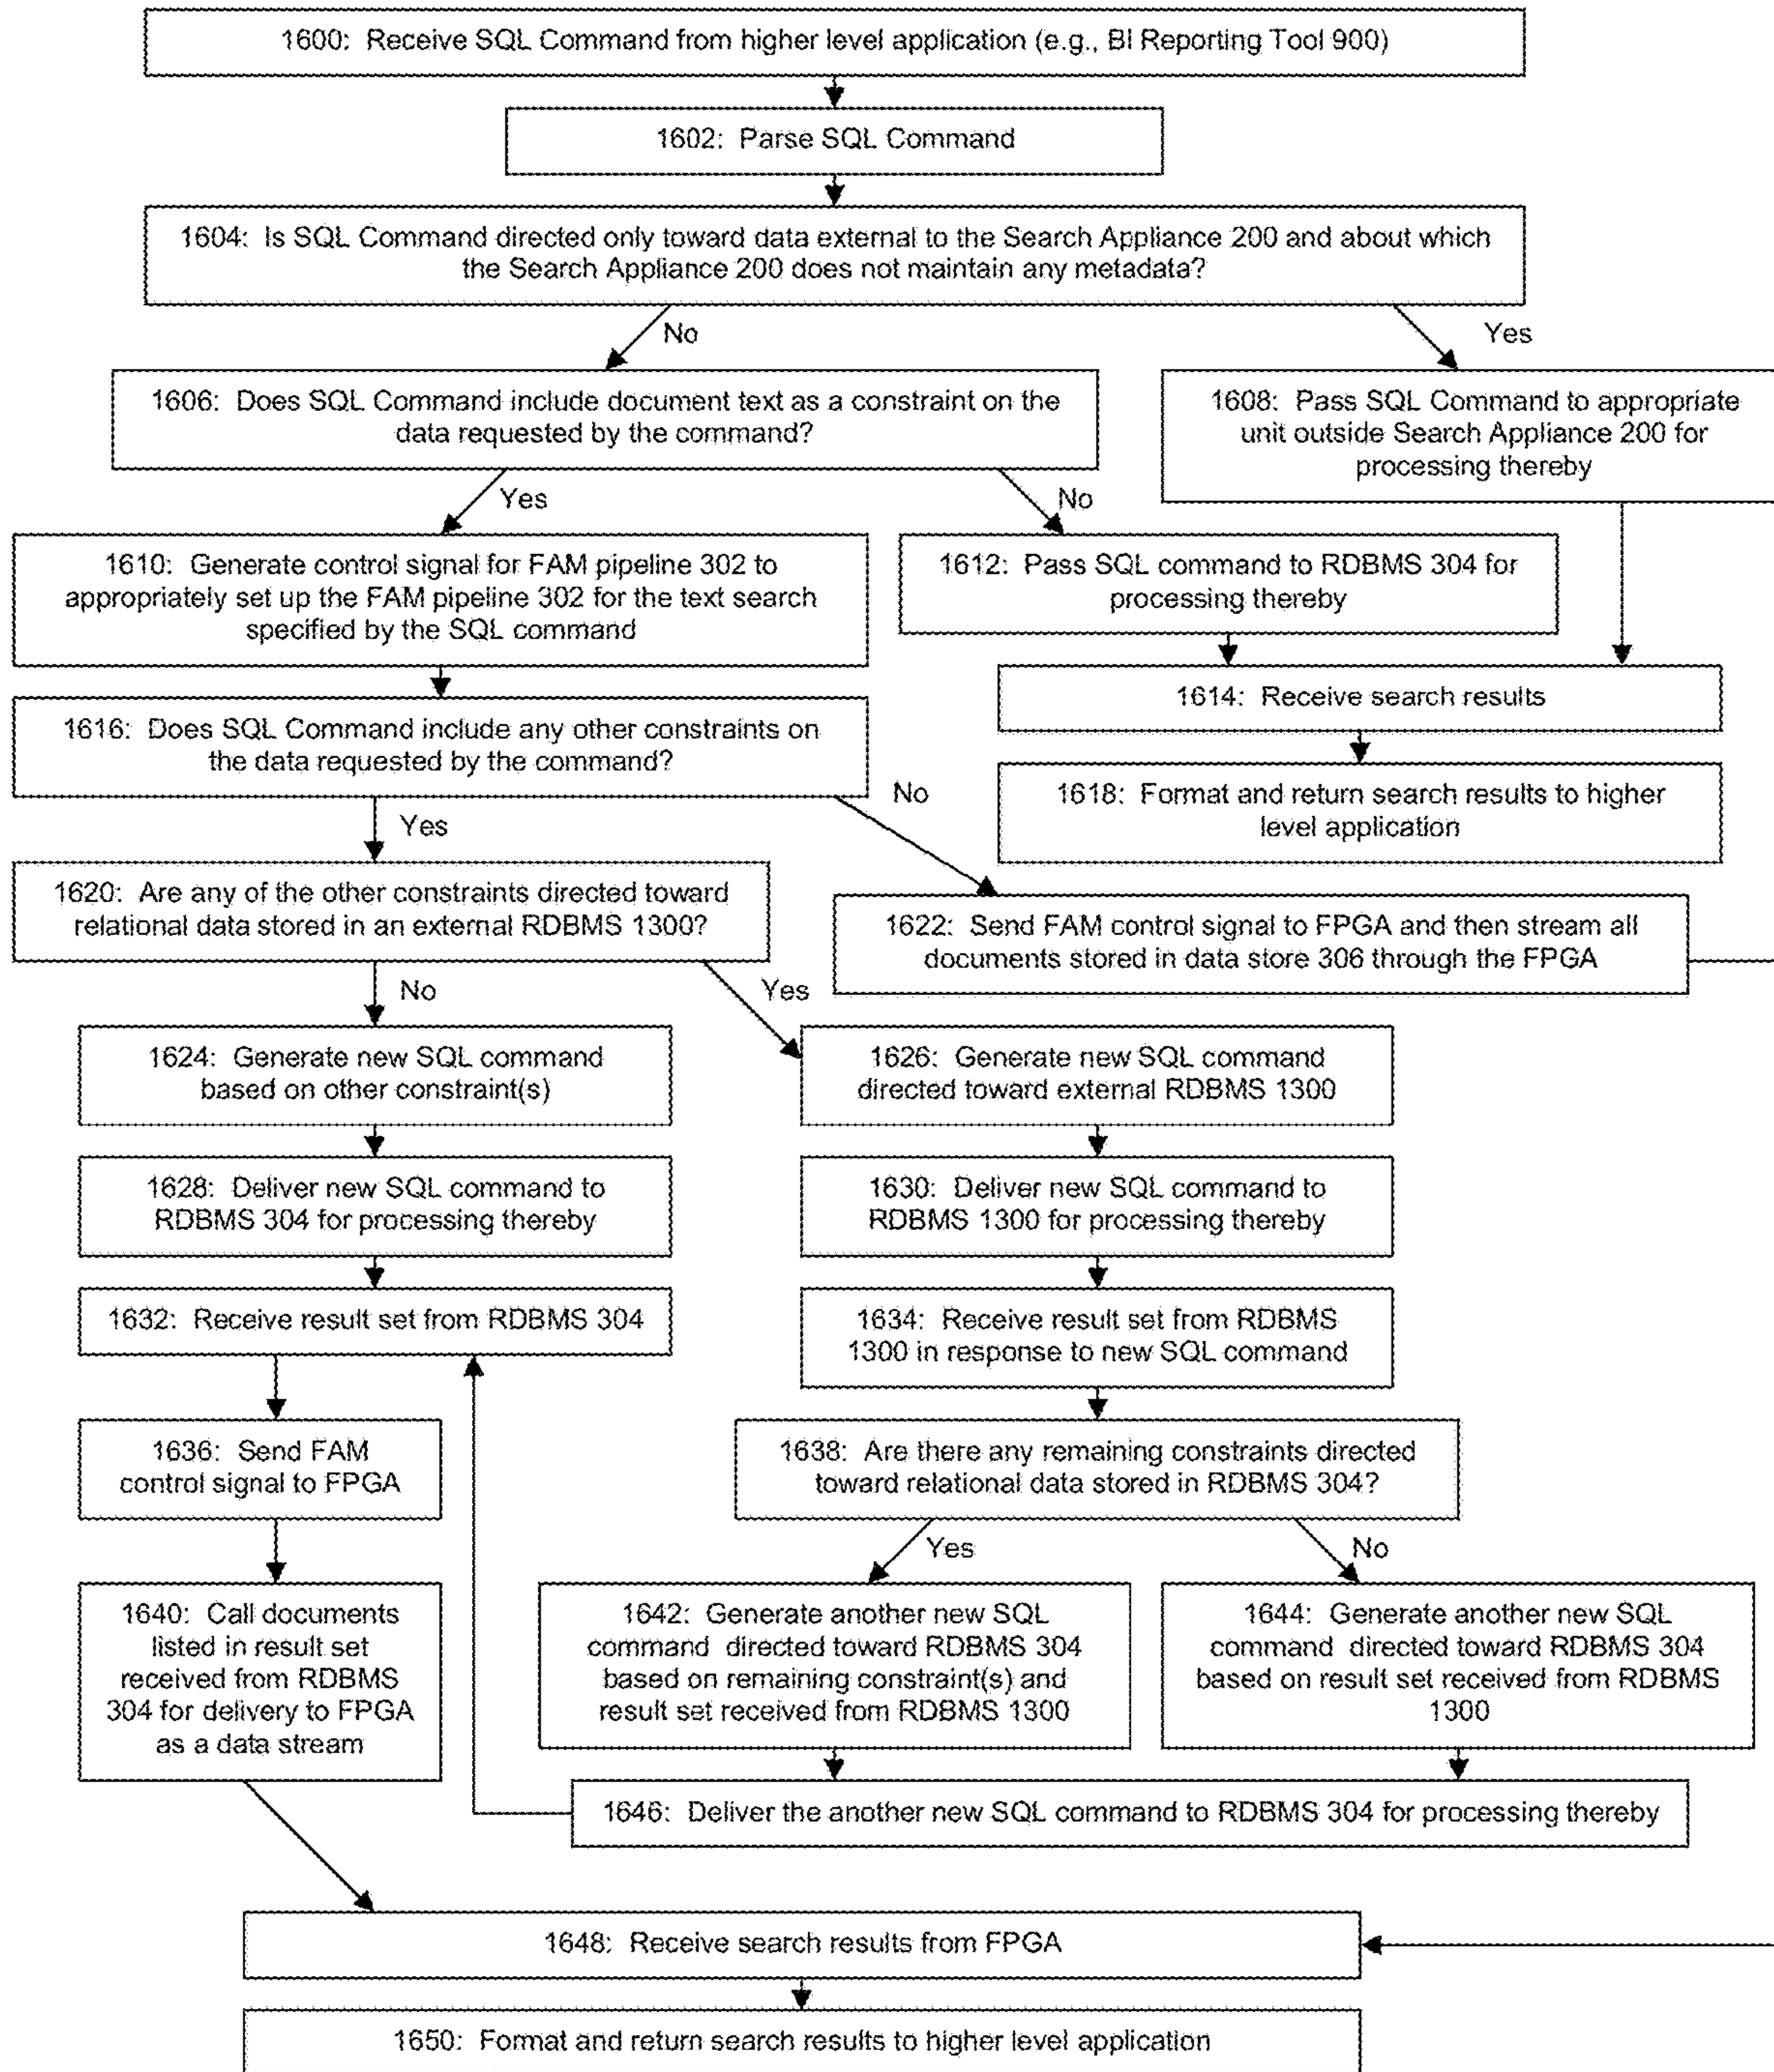 1600: Receive SQL Command from higher level application (e.g., BI Reporting Tool 900)
1602: Parse SQL Command
1604: Is SQL Command directed only toward data external to the Search Appliance 200 and about which
the Search Appliance 200 does not maintain any metadata?
No
Yes
1606: Does SQL Command include document text as a constraint on the
data requested by the command?
1608: Pass SQL Command to appropriate
unit outside Search Appliance 200 for
processing thereby
Yes
No
1610: Generate control signal for FAM pipeline 302 to
appropriately set up the FAM pipeline 302 for the text search
specified by the SQL command
1612: Pass SQL command to RDBMS 304 for
processing thereby
1614: Receive search results
1616: Does SQL Command include any other constraints on
the data requested by the command?
1618: Format and return search results to higher
level application
No
Yes
1620: Are any of the other constraints directed toward
relational data stored in an external RDBMS 1300?
1622: Send FAM control signal to FPGA and then stream all
documents stored in data store 306 through the FPGA
No
Yes
1624: Generate new SQL command
based on other constraint(s)
1626: Generate new SQL command
directed toward external RDBMS 1300
1628: Deliver new SQL command to
RDBMS 304 for processing thereby
1630: Deliver new SQL command to
RDBMS 1300 for processing thereby
1632: Receive result set from RDBMS 304
1634: Receive result set from RDBMS
1300 in response to new SQL command
1636: Send FAM
control signal to FPGA
1638: Are there any remaining constraints directed
toward relational data stored in RDBMS 304?
Yes
No
1640: Call documents
listed in result set
received from RDBMS
304 for delivery to FPGA
as a data stream
1642: Generate another new SQL
command directed toward RDBMS 304
based on remaining constraint(s) and
result set received from RDBMS 1300
1644: Generate another new SQL
command directed toward RDBMS 304
based on result set received from RDBMS
1300
1646: Deliver the another new SQL command to RDBMS 304 for processing thereby
1648: Receive search results from FPGA
1650: Format and return search results to higher level application